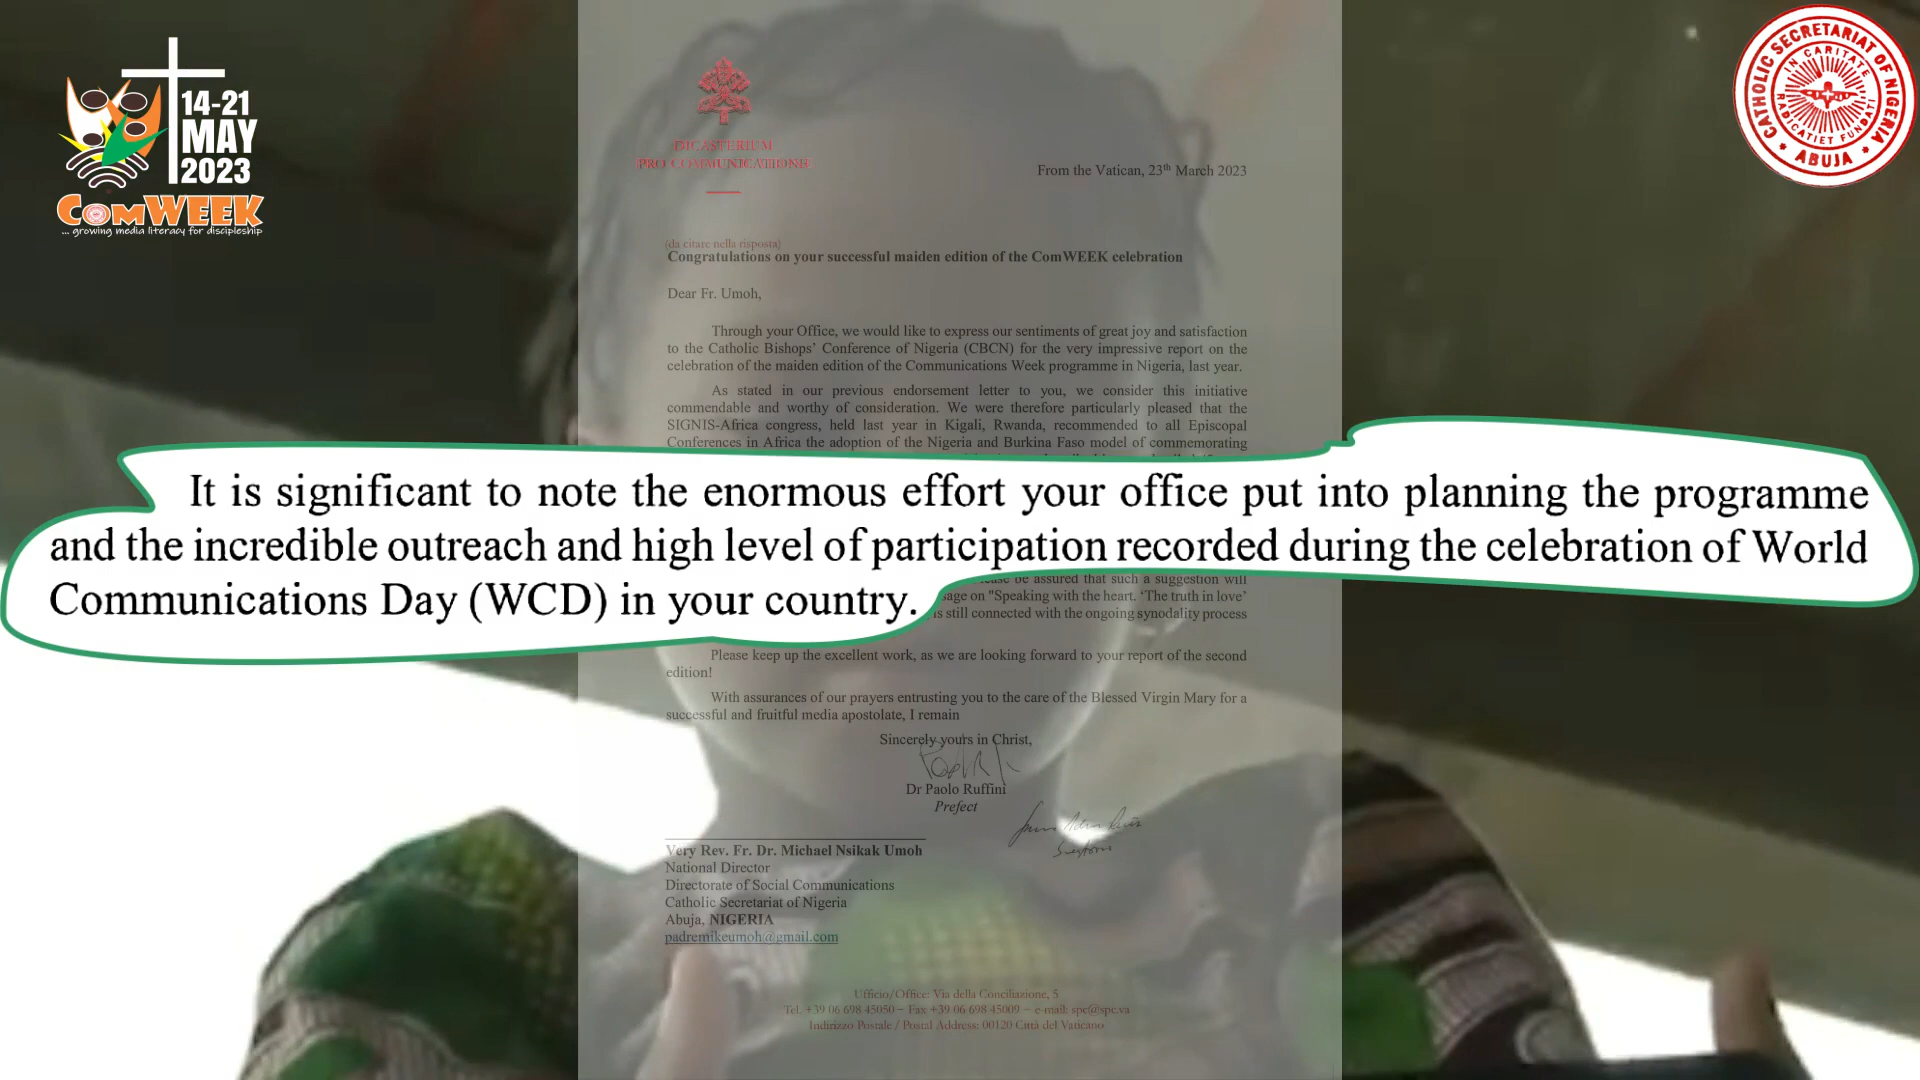 14-21
MAY
2023
ComWEEK
... growing media literacy for discipleship
CATHOLIC SECRETARIAT OF NIGERIA
IN CARITATE
RADICATI ET FUNDATI
* ABUJA *
DICASTERIUM
PRO COMMUNICATIONE
From the Vatican, 23th March 2023
(da citare nella risposta)
Congratulations on your successful maiden edition of the ComWEEK celebration
Dear Fr. Umoh,
Through your Office, we would like to express our sentiments of great joy and satisfaction
to the Catholic Bishops' Conference of Nigeria (CBCN) for the very impressive report on the
celebration of the maiden edition of the Communications Week programme in Nigeria, last year.
As stated in our previous endorsement letter to you, we consider this initiative
commendable and worthy of consideration. We were therefore particularly pleased that the
SIGNIS-Africa congress, held last year in Kigali, Rwanda, recommended to all Episcopal
Conferences in Africa the adoption of the Nigeria and Burkina Faso model of commemorating
It is significant to note the enormous effort your office put into planning the programme
and the incredible outreach and high level of participation recorded during the celebration of World
Communications Day (WCD) in your country.
be assured that such a suggestion will
on "Speaking with the heart. 'The truth in love'
is still connected with the ongoing synodality process
Please keep up the excellent work, as we are looking forward to your report of the second
edition!
With assurances of our prayers entrusting you to the care of the Blessed Virgin Mary for a
successful and fruitful media apostolate, I remain
Sincerely yours in Christ,
Dr Paolo Ruffini
Prefect
Very Rev. Fr. Dr. Michael Nsikak Umoh
National Director
Directorate of Social Communications
Catholic Secretariat of Nigeria
Abuja, NIGERIA
padremikeumoh@gmail.com
Ufficio/Office: Via della Conciliazione, 5
Tel. +39 06 698 45050 – Fax +39 06 698 45009 – e-mail: spc@spc.va
Indirizzo Postale / Postal Address: 00120 Città del Vaticano